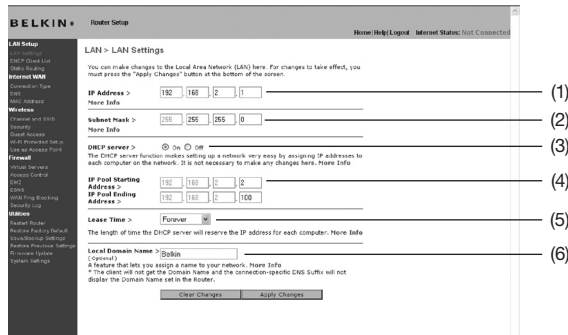 BELKIN Router Setup
Home|Help|Logout Internet Status: Not Connected
LAN Setup
LAN Settings
DHCP Client List
Static Routing
Internet WAN
Connection Type
DNS
MAC Address
Wireless
Channel and SSID
Security
Guest Access
Wi-Fi Protected Setup
Use as Access Point
Firewall
Virtual Servers
Access Control
DMZ
DDNS
WAN Ping Blocking
Security Log
Utilities
Restart Router
Restore Factory Default
Save/Backup Settings
Restore Previous Settings
Firmware Update
System Settings
LAN > LAN Settings
You can make changes to the Local Area Network (LAN) here. For changes to take effect, you
must press the "Apply Changes" button at the bottom of the screen.
IP Address > 192 . 168 . 2 . 1 (1)
More Info
Subnet Mask > 255 . 255 . 255 . 0 (2)
More Info
DHCP server > On Off (3)
The DHCP server function makes setting up a network very easy by assigning IP addresses to
each computer on the network. It is not necessary to make any changes here. More Info
IP Pool Starting
Address > 192 . 168 . 2 . 2 (4)
IP Pool Ending
Address > 192 . 168 . 2 . 100
Lease Time > Forever (5)
The length of time the DHCP server will reserve the IP address for each computer. More Info
Local Domain Name > Belkin (6)
(Optional)
A feature that lets you assign a name to your network. More Info
* The client will not get the Domain Name and the connection-specific DNS Suffix will not
display the Domain Name set in the Router.
Clear Changes Apply Changes